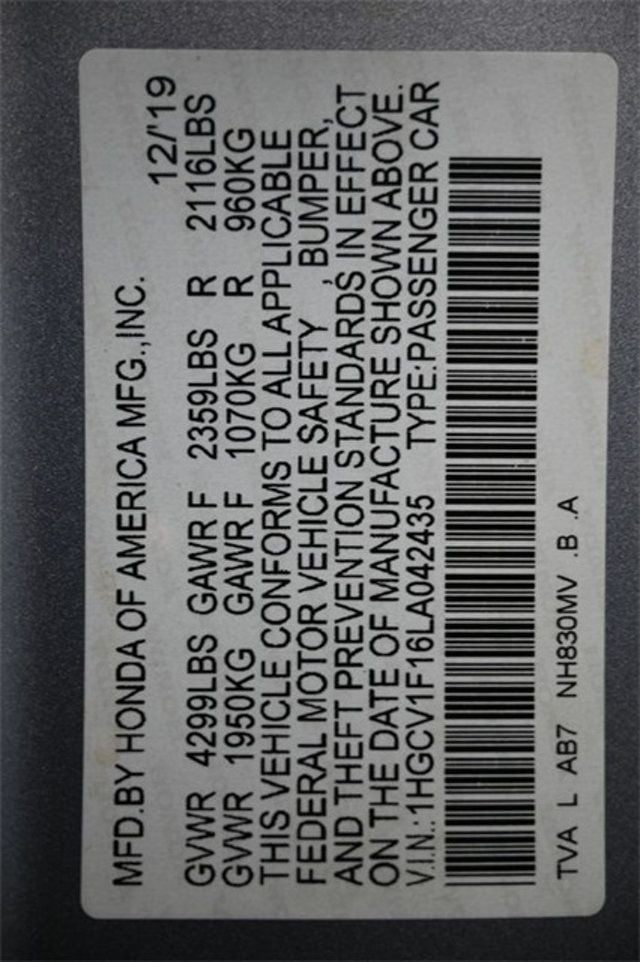 MFD.BY HONDA OF AMERICA MFG.,INC.
12/'19
GVWR 4299LBS GAWR F 2359LBS R 2116LBS
GVWR 1950KG GAWR F 1070KG R 960KG
THIS VEHICLE CONFORMS TO ALL APPLICABLE
FEDERAL MOTOR VEHICLE SAFETY , BUMPER,
AND THEFT PREVENTION STANDARDS IN EFFECT
ON THE DATE OF MANUFACTURE SHOWN ABOVE.
V.I.N.:1HGCV1F16LA042435 TYPE:PASSENGER CAR
TVA L AB7 NH830MV .B .A